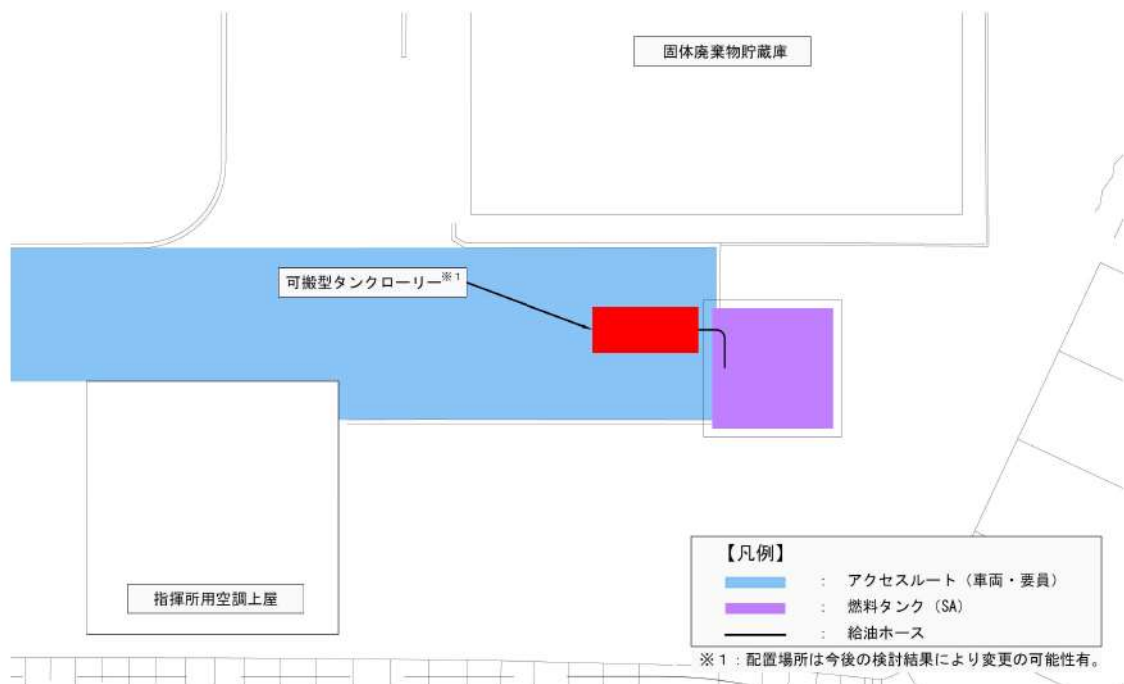 固体廃棄物貯蔵庫
可搬型タンクローリー※1
指揮所用空調上屋
【凡例】
： アクセスルート（車両・要員）
： 燃料タンク（SA）
： 給油ホース
※1：配置場所は今後の検討結果により変更の可能性有。